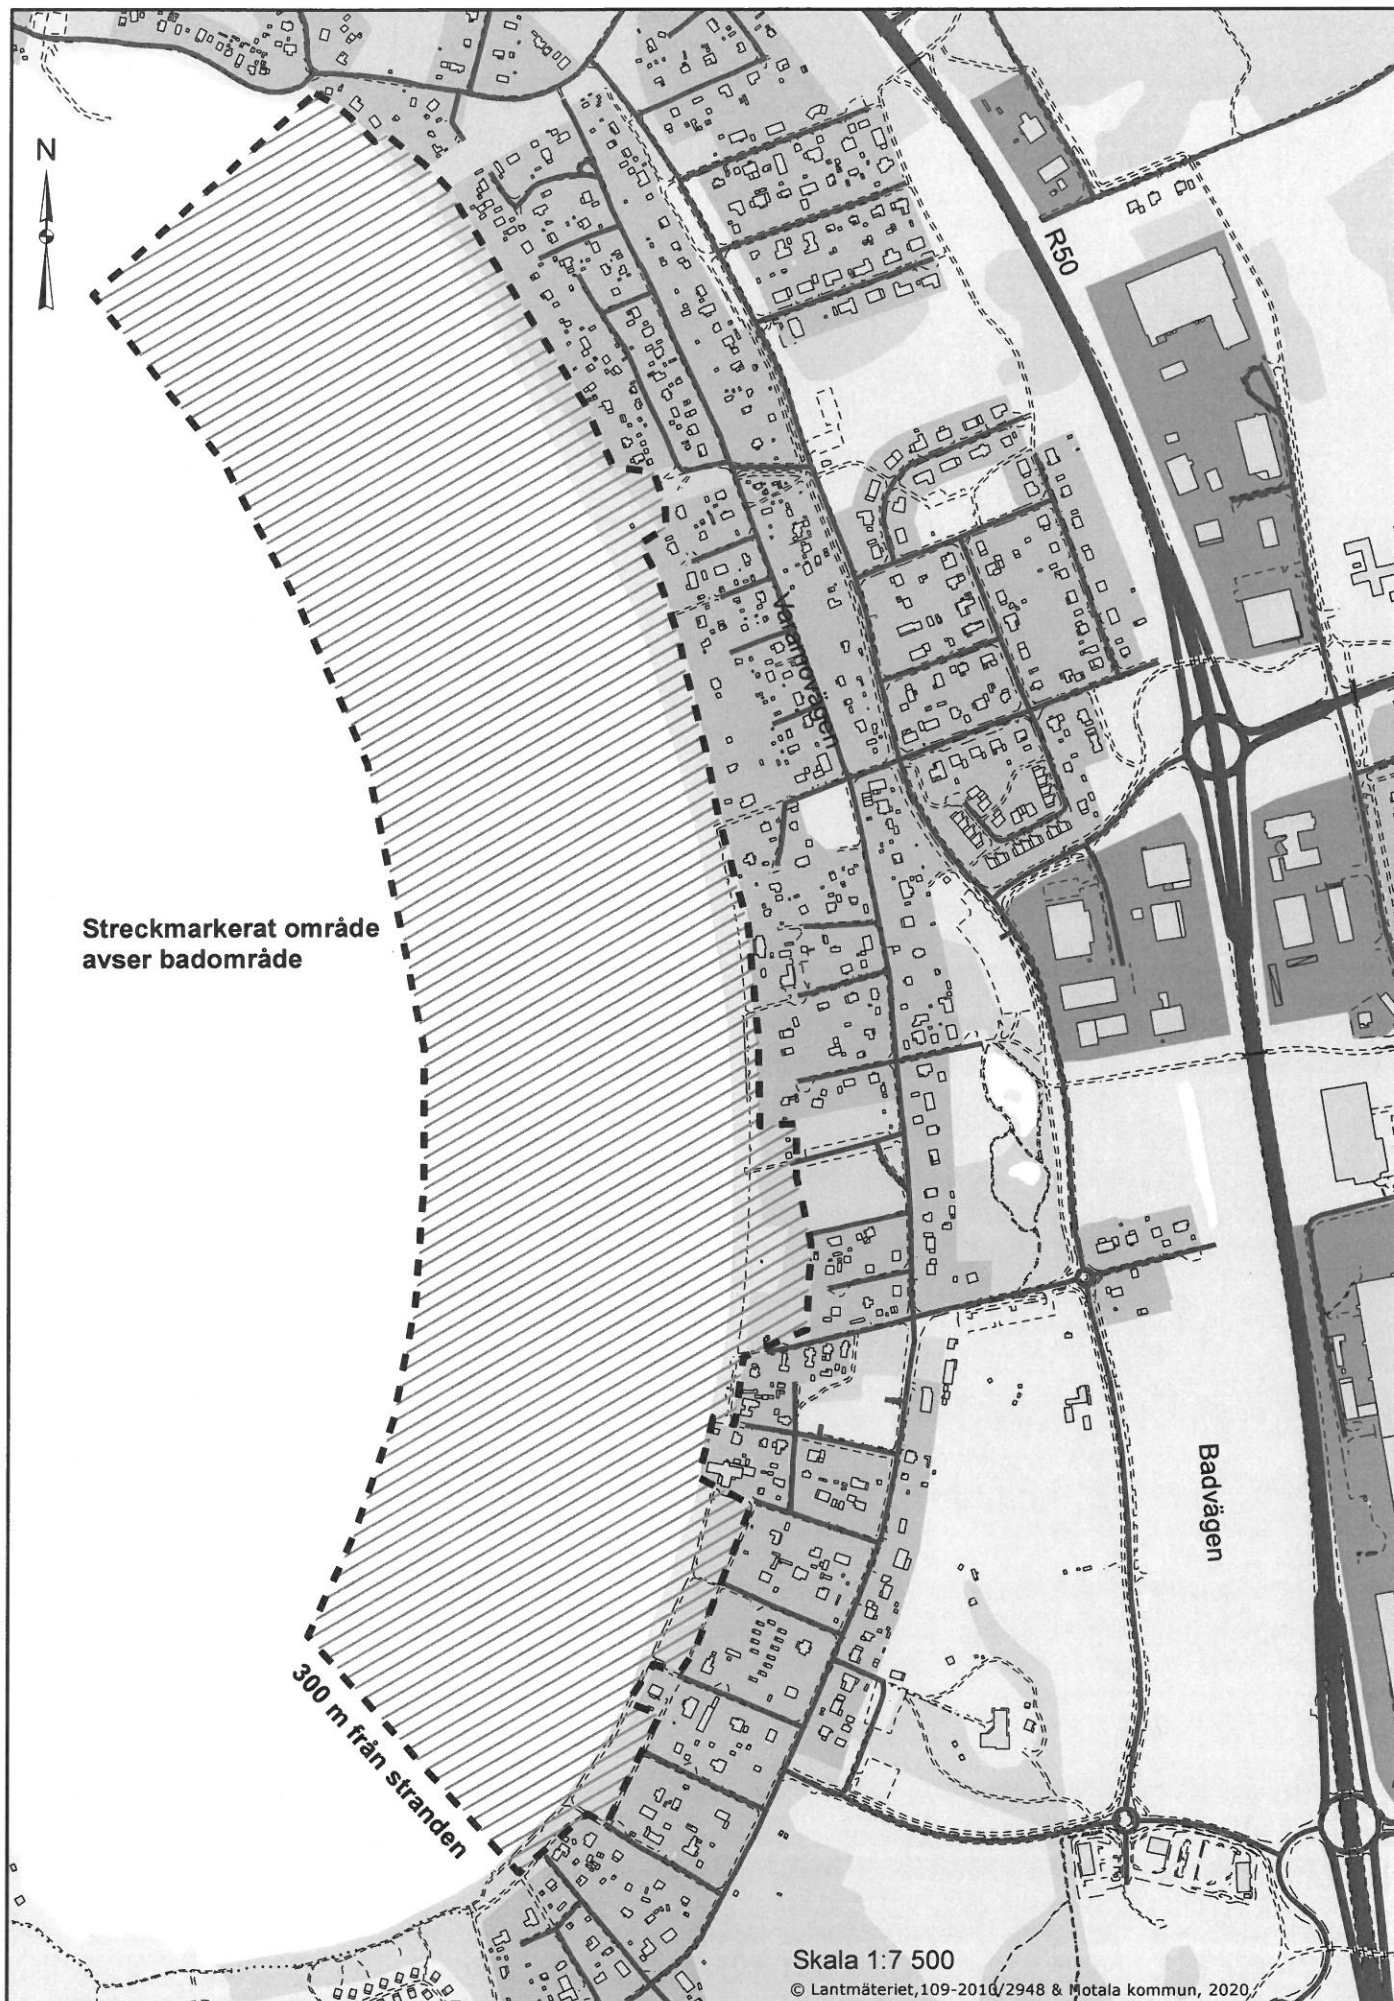 N
R50
Varamovägen
Streckmarkerat område
avser badområde
Badvägen
300 m från stranden
Skala 1:7 500
© Lantmäteriet,109-2010/2948 & Motala kommun, 2020,